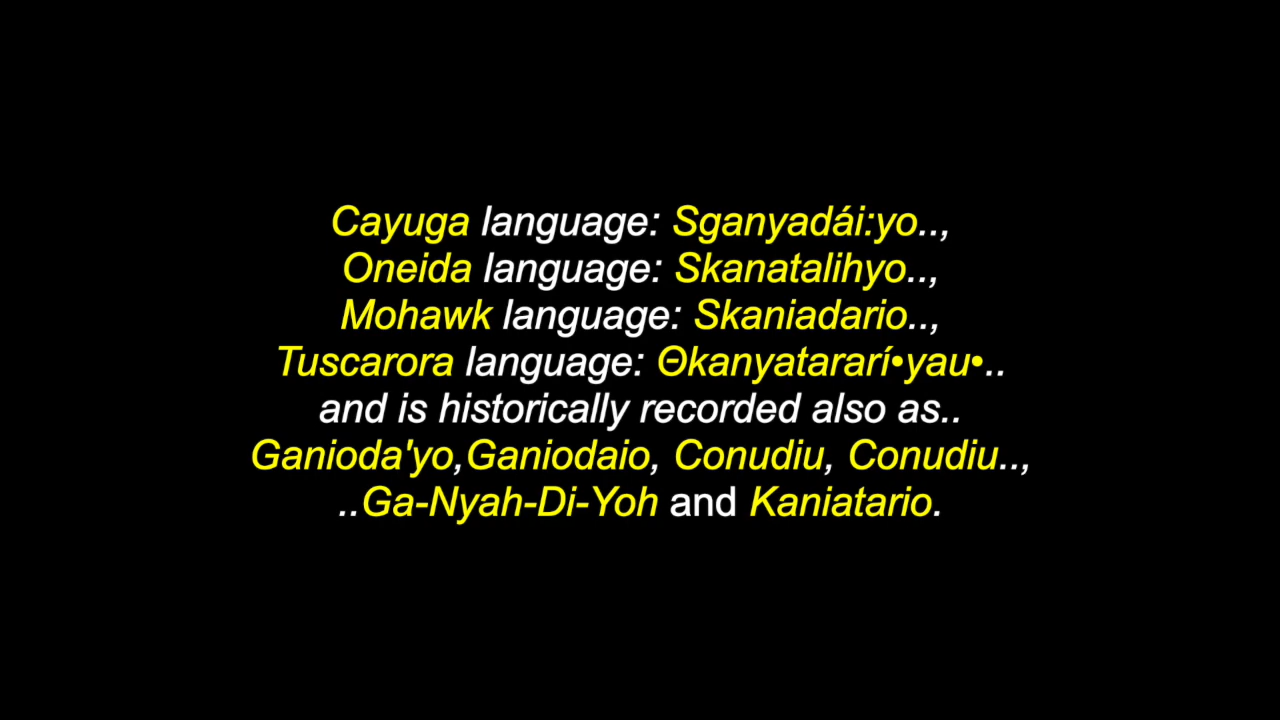 Cayuga language: Sganyadái:yo..,
Oneida language: Skanatalihyo..,
Mohawk language: Skaniadario..,
Tuscarora language: Θkanyatararí•yau•..
and is historically recorded also as..
Ganioda'yo,Ganiodaio, Conudiu, Conudiu..,
..Ga-Nyah-Di-Yoh and Kaniatario.